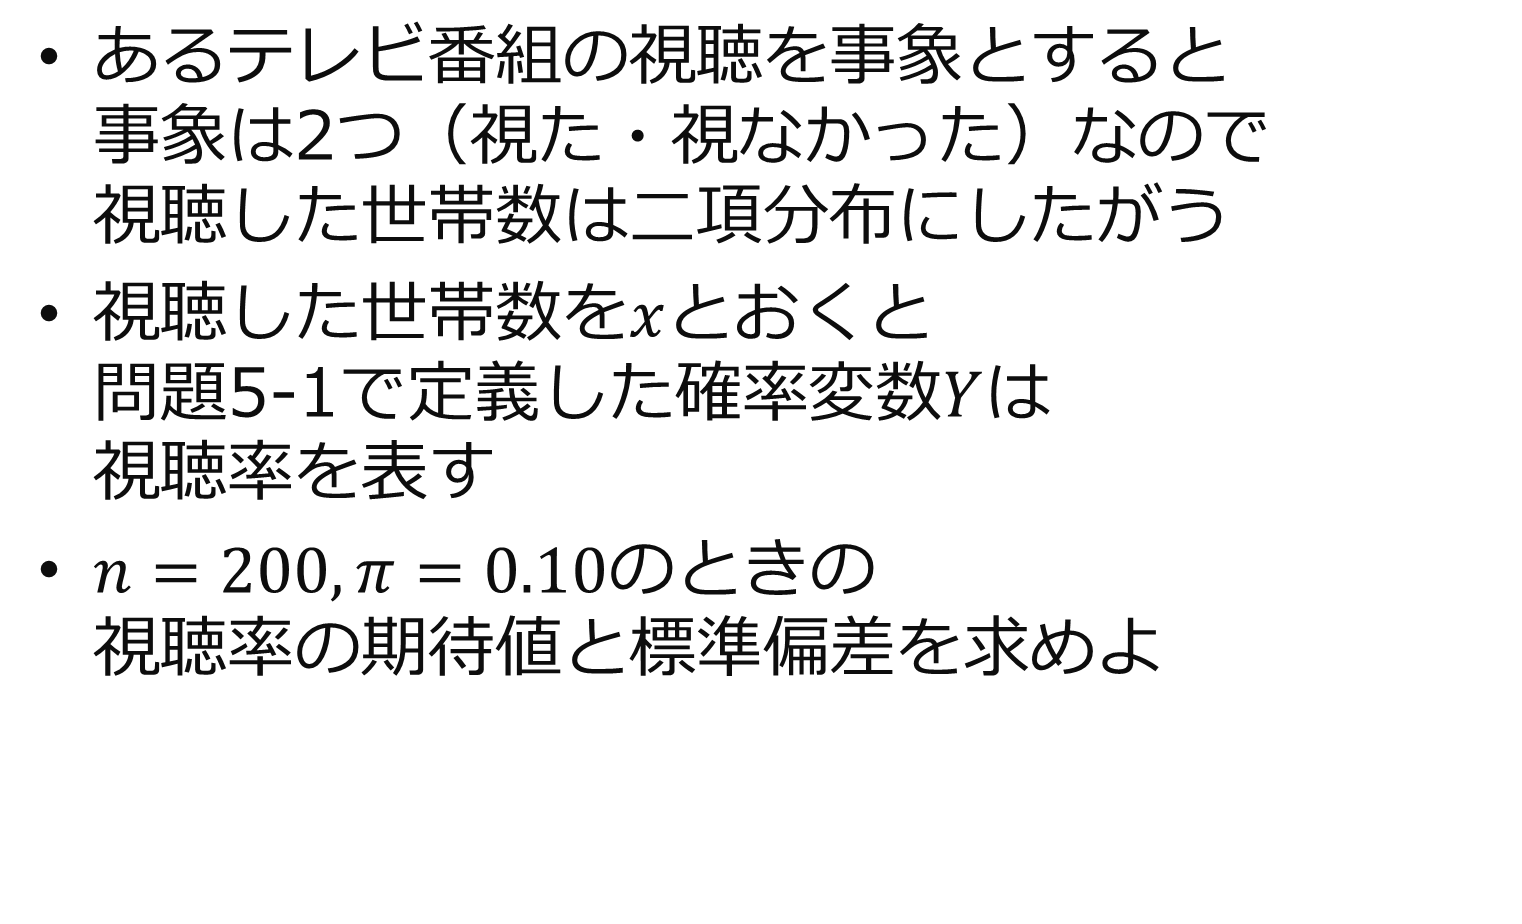 • あるテレビ番組の視聴を事象とすると
事象は2つ（視た・視なかった）なので
視聴した世帯数は二項分布にしたがう
• 視聴した世帯数を𝑥とおくと
問題5-1で定義した確率変数𝑌は
視聴率を表す
• 𝑛 = 200, 𝜋 = 0.10のときの
視聴率の期待値と標準偏差を求めよ